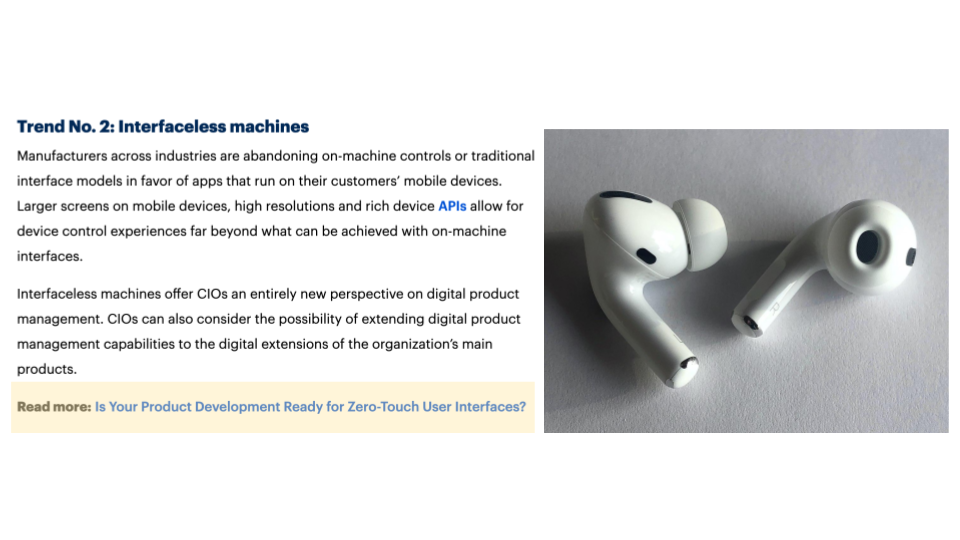 Trend No. 2: Interfaceless machines
Manufacturers across industries are abandoning on-machine controls or traditional
interface models in favor of apps that run on their customers’ mobile devices.
Larger screens on mobile devices, high resolutions and rich device APIs allow for
device control experiences far beyond what can be achieved with on-machine
interfaces.
Interfaceless machines offer CIOs an entirely new perspective on digital product
management. CIOs can also consider the possibility of extending digital product
management capabilities to the digital extensions of the organization’s main
products.
Read more: Is Your Product Development Ready for Zero-Touch User Interfaces?